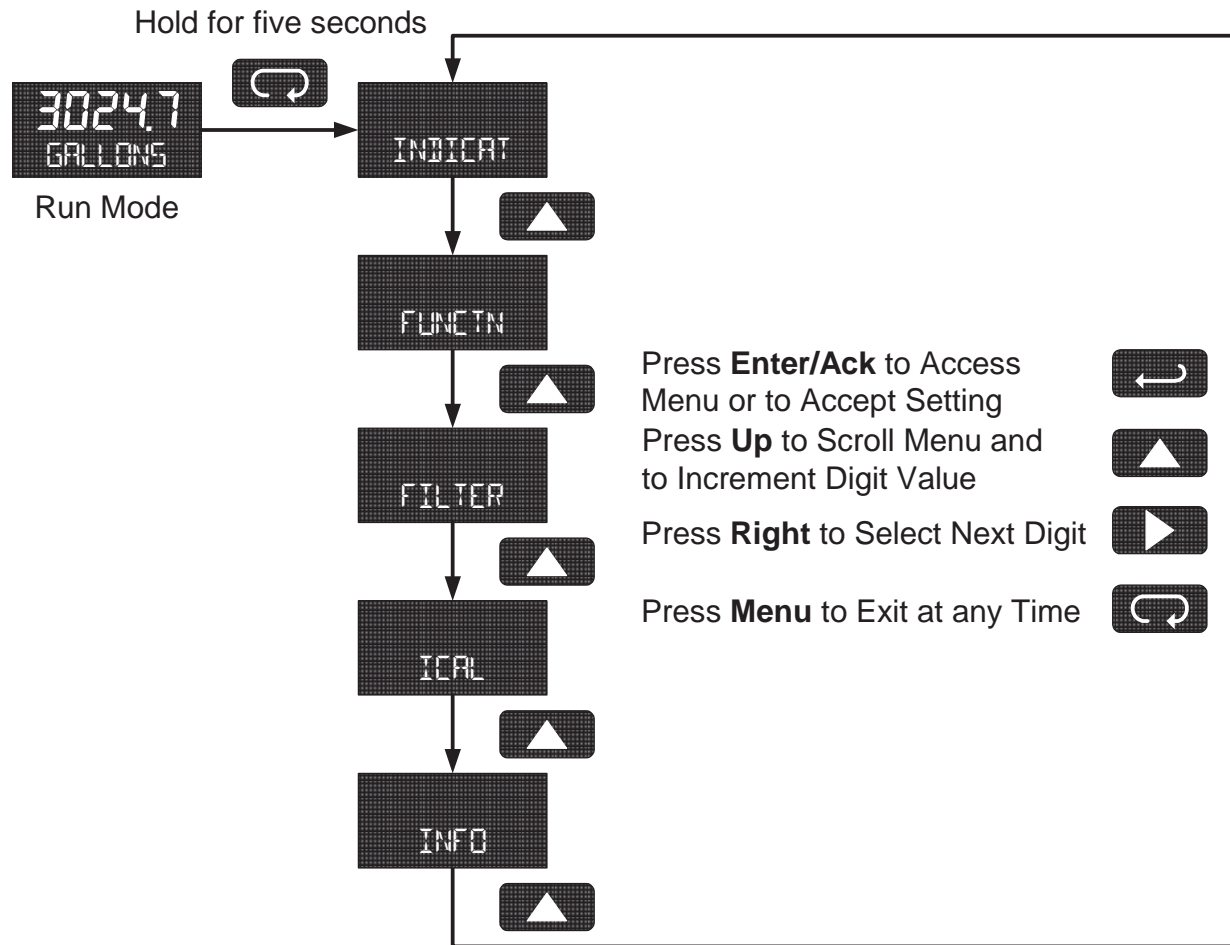 Hold for five seconds
3024.7
GALLONS
Run Mode
INDICAT
FUNCTN
FILTER
ICAL
INFO
Press Enter/Ack to Access
Menu or to Accept Setting
Press Up to Scroll Menu and
to Increment Digit Value
Press Right to Select Next Digit
Press Menu to Exit at any Time